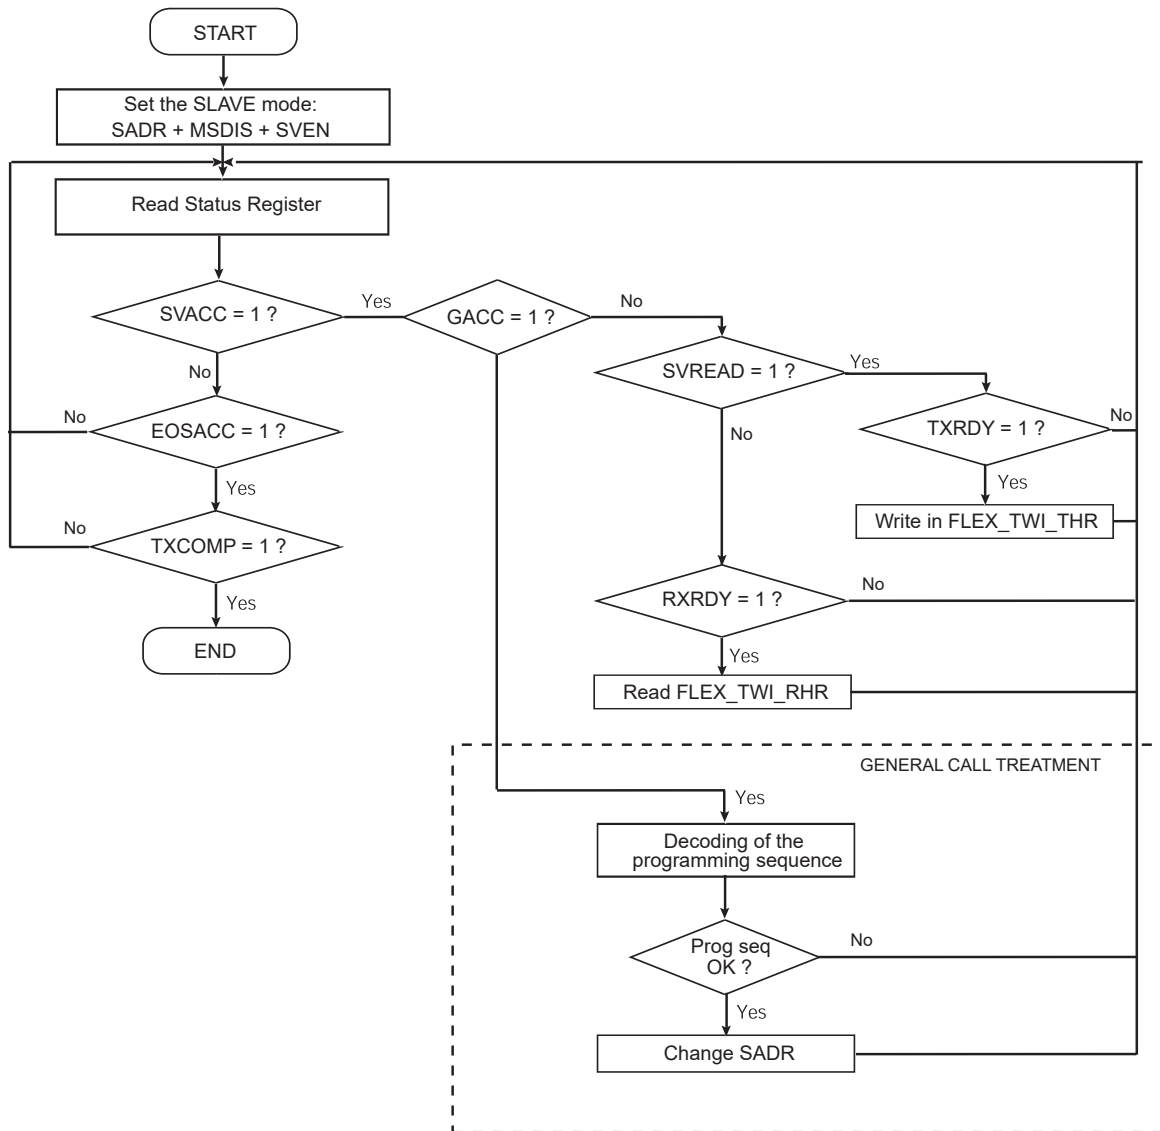 START
Set the SLAVE mode:
SADR + MSDIS + SVEN
Read Status Register
SVACC = 1 ?
Yes
GACC = 1 ?
No
No
SVREAD = 1 ?
Yes
No
EOSACC = 1 ?
Yes
No
TXRDY = 1 ?
No
Yes
Write in FLEX_TWI_THR
No
TXCOMP = 1 ?
Yes
END
RXRDY = 1 ?
No
Yes
Read FLEX_TWI_RHR
GENERAL CALL TREATMENT
Yes
Decoding of the
programming sequence
Prog seq
OK ?
No
Yes
Change SADR